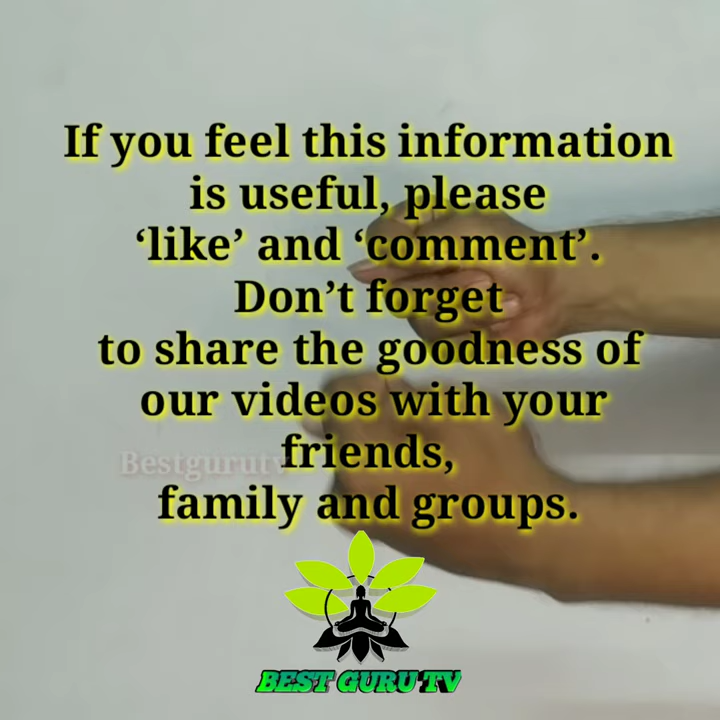 If you feel this information
is useful, please
‘like’ and ‘comment’.
Don’t forget
to share the goodness of
our videos with your
friends,
Bestgurutv
family and groups.
BEST GURU TV